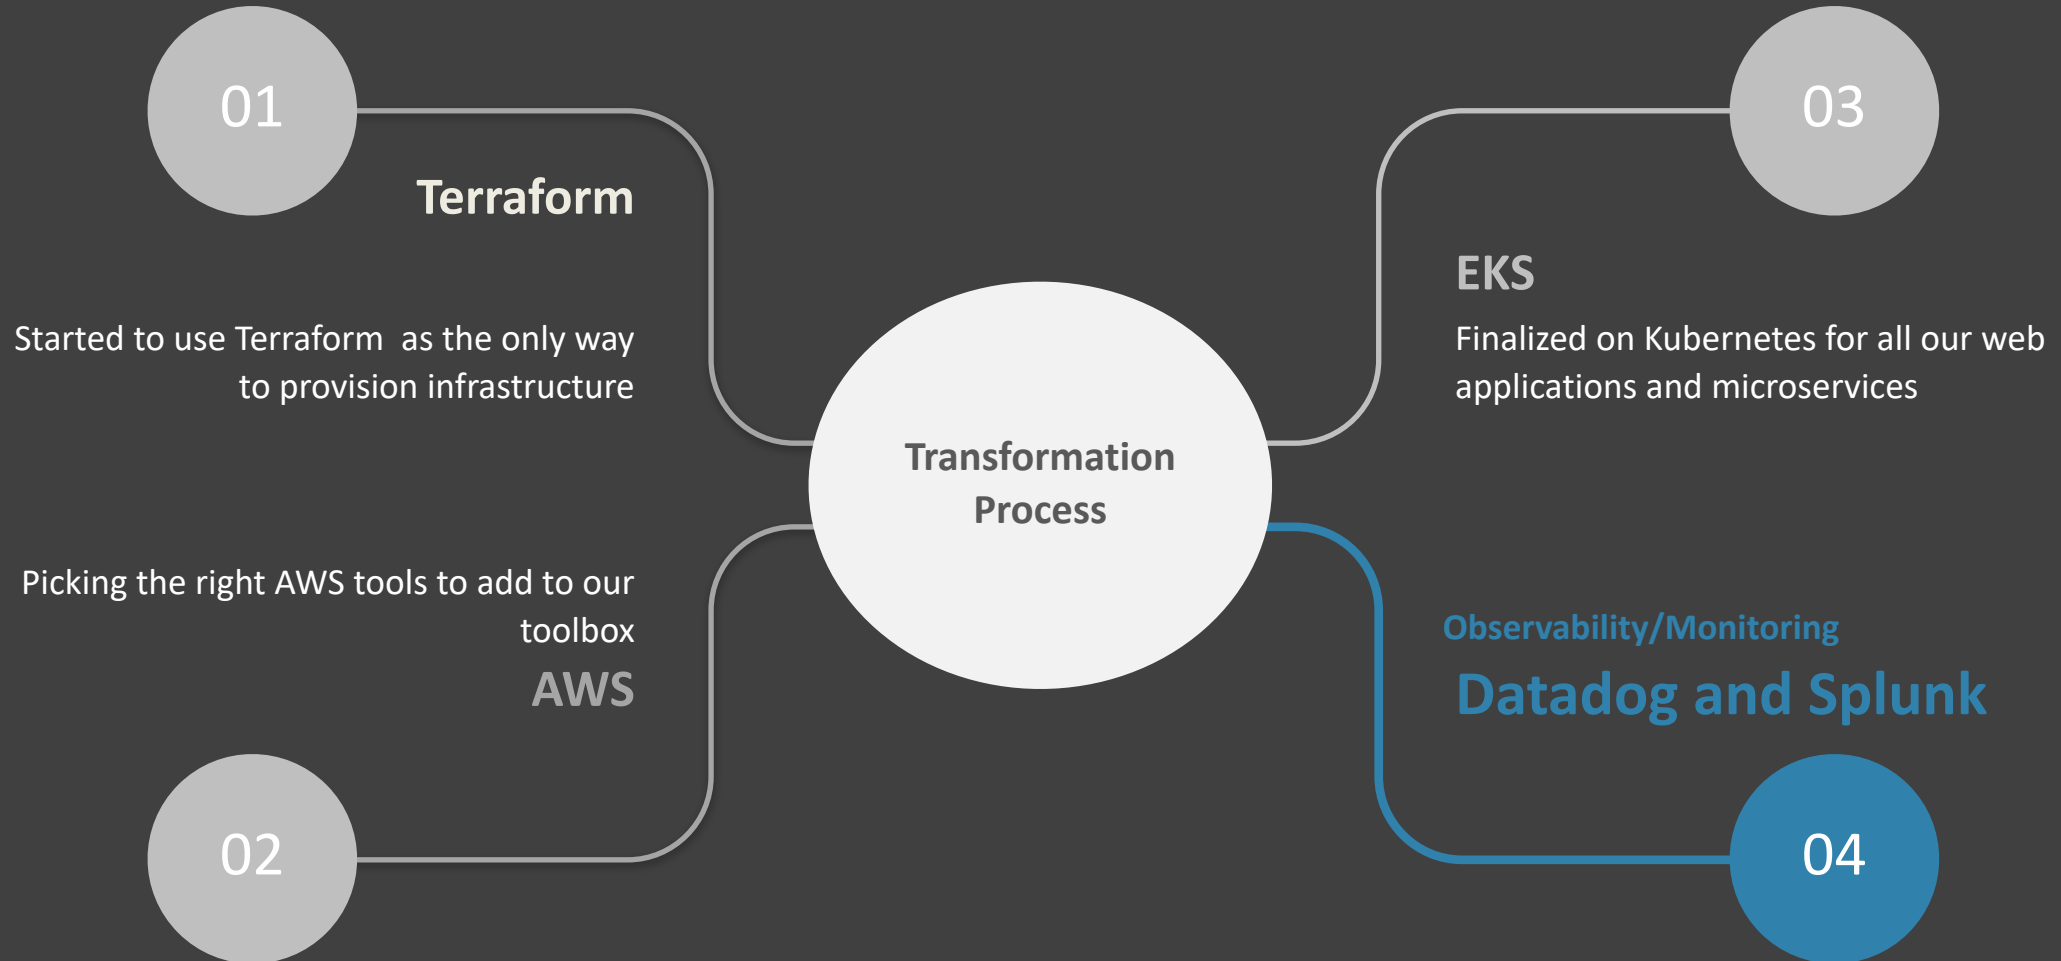 01
Terraform
Started to use Terraform  as the only way
to provision infrastructure
Picking the right AWS tools to add to our
toolbox
AWS
02
Transformation
Process
03
EKS
Finalized on Kubernetes for all our web
applications and microservices
Observability/Monitoring
Datadog and Splunk
04